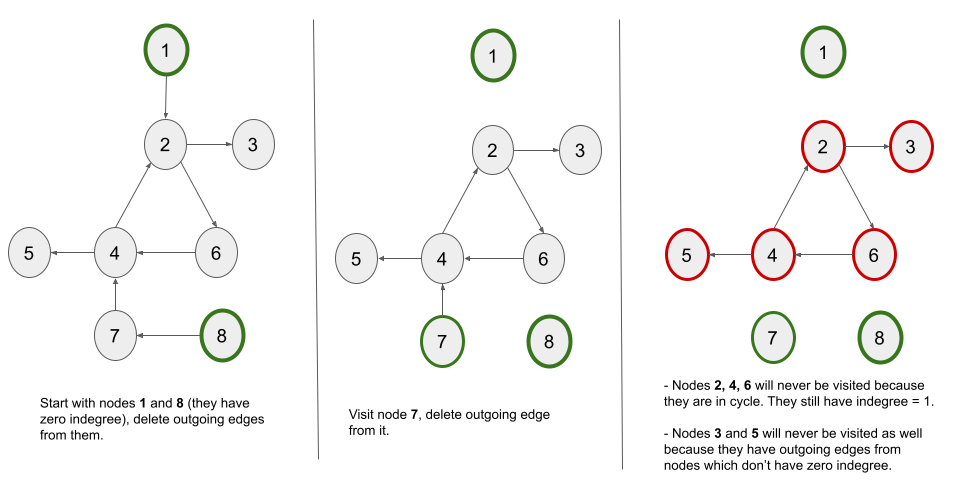 1
2
3
5
4
6
7
8
Start with nodes 1 and 8 (they have
zero indegree), delete outgoing edges
from them.
1
2
3
5
4
6
7
8
Visit node 7, delete outgoing edge
from it.
1
2
3
5
4
6
7
8
- Nodes 2, 4, 6 will never be visited because
they are in cycle. They still have indegree = 1.
- Nodes 3 and 5 will never be visited as well
because they have outgoing edges from
nodes which don't have zero indegree.